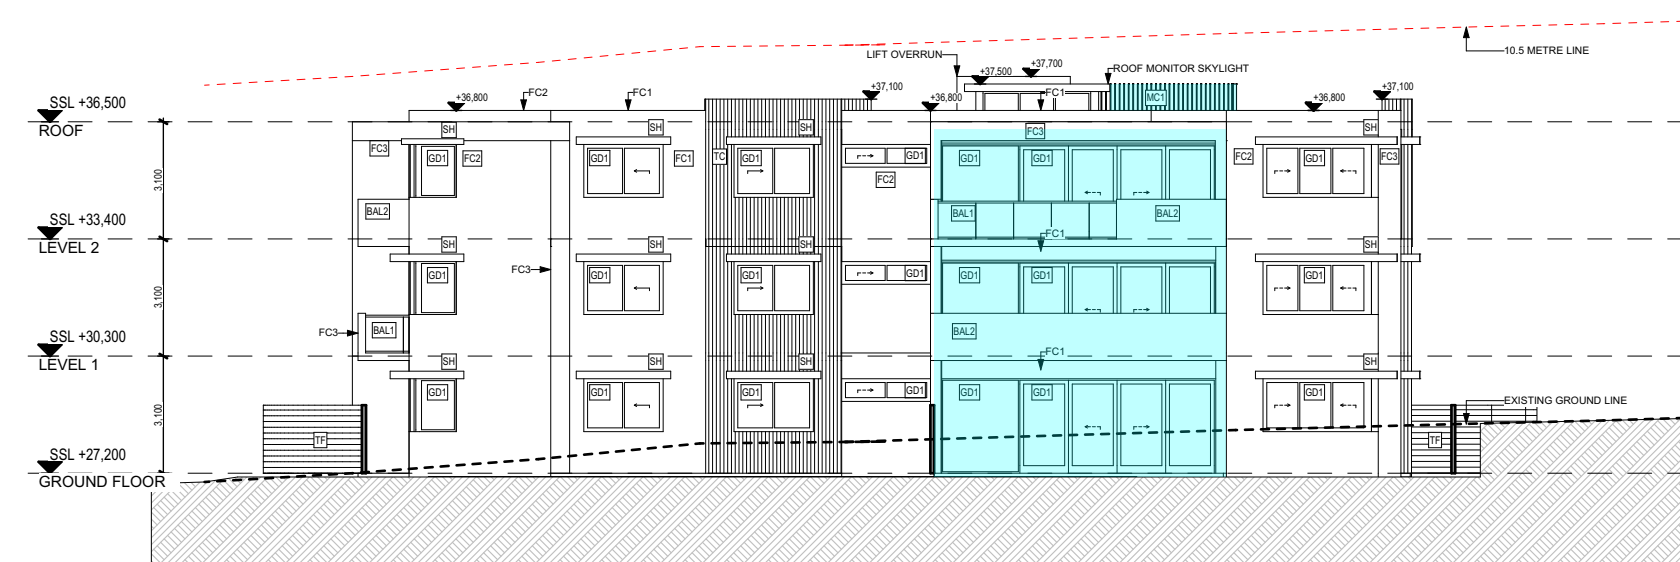 10.5 METRE LINE
LIFT OVERRUN
+37,700
+37,500
ROOF MONITOR SKYLIGHT
SSL +36,500
ROOF
+36,800
FC2
FC1
+37,100
+36,800
FC1
MC1
+36,800
+37,100
SH
SH
SH
FC3
SH
FC3
GD1
FC2
GD1
FC1
TC
GD1
GD1
FC2
GD1
GD1
FC2
GD1
FC3
3,100
BAL2
BAL1
BAL2
SSL +33,400
LEVEL 2
FC1
SH
SH
SH
SH
FC3
GD1
GD1
GD1
GD1
GD1
GD1
GD1
3,100
FC3
BAL1
BAL2
SSL +30,300
LEVEL 1
FC1
SH
SH
SH
SH
GD1
GD1
GD1
GD1
GD1
GD1
GD1
EXISTING GROUND LINE
3,100
TF
TF
SSL +27,200
GROUND FLOOR